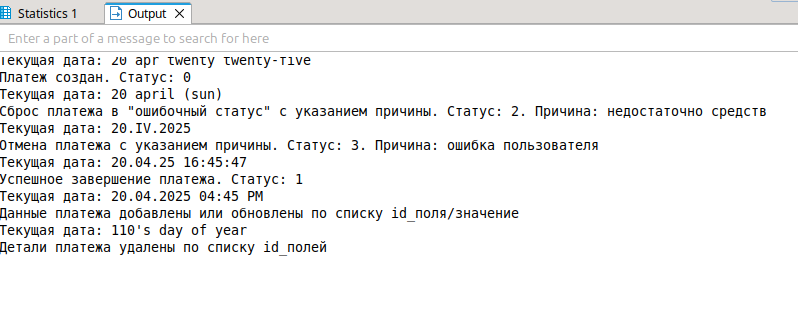 Statistics 1
Output
Enter a part of a message to search for here
Текущая дата: 20 apr twenty twenty-five
Платеж создан. Статус: 0
Текущая дата: 20 april (sun)
Сброс платежа в "ошибочный статус" с указанием причины. Статус: 2. Причина: недостаточно средств
Текущая дата: 20.IV.2025
Отмена платежа с указанием причины. Статус: 3. Причина: ошибка пользователя
Текущая дата: 20.04.25 16:45:47
Успешное завершение платежа. Статус: 1
Текущая дата: 20.04.2025 04:45 PM
Данные платежа добавлены или обновлены по списку id_поля/значение
Текущая дата: 110's day of year
Детали платежа удалены по списку id_полей